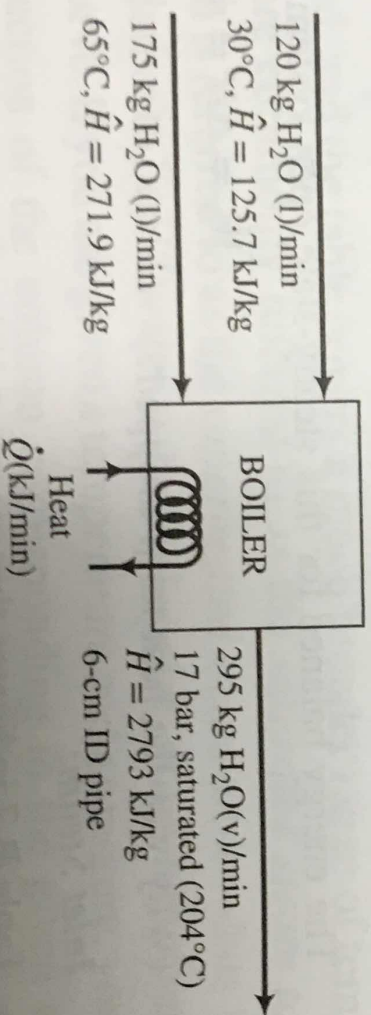 120 kg H₂O (l)/min
30°C, Ĥ = 125.7 kJ/kg
175 kg H₂O (l)/min
65°C, Ĥ = 271.9 kJ/kg
BOILER
295 kg H₂O(v)/min
17 bar, saturated (204°C)
Ĥ = 2793 kJ/kg
6-cm ID pipe
Heat
Q̇(kJ/min)